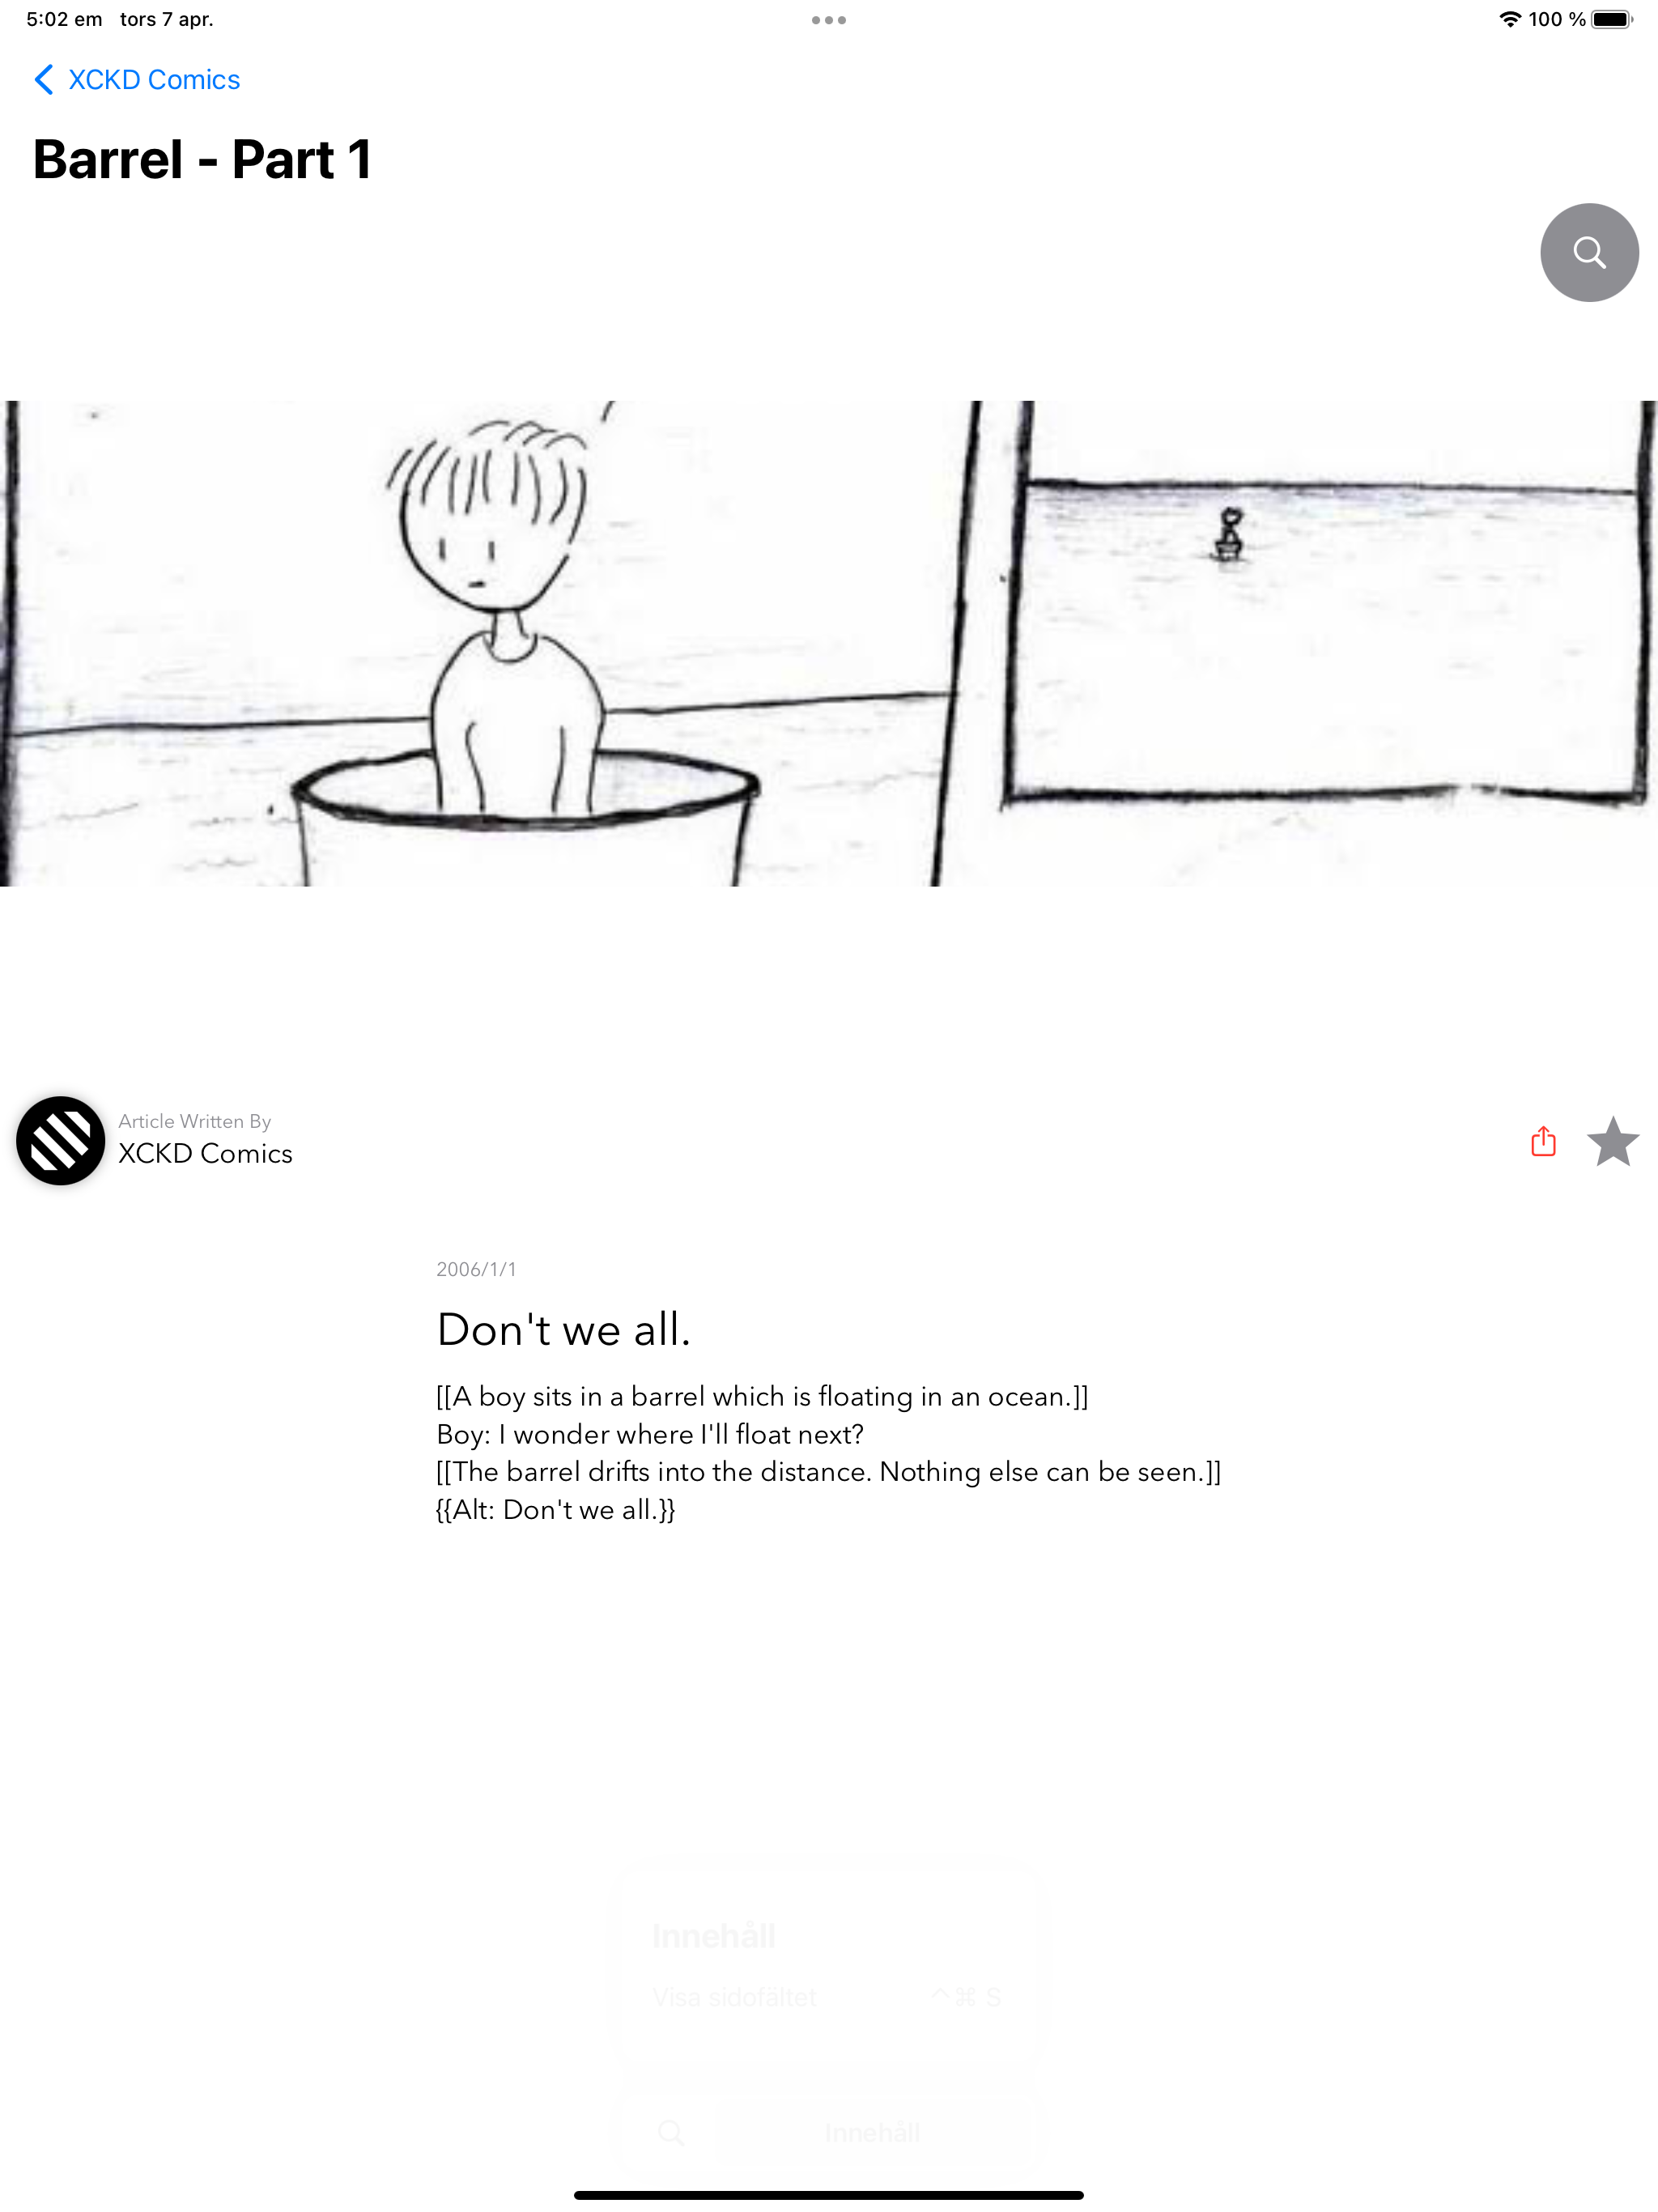 5:02 em tors 7 apr.
100 %
XCKD Comics
Barrel - Part 1
Article Written By
XCKD Comics
2006/1/1
Don't we all.
[[A boy sits in a barrel which is floating in an ocean.]]
Boy: I wonder where I'll float next?
[[The barrel drifts into the distance. Nothing else can be seen.]]
{{Alt: Don't we all.}}
Innehåll
Visa sidofältet ^⌘ S
Innehåll